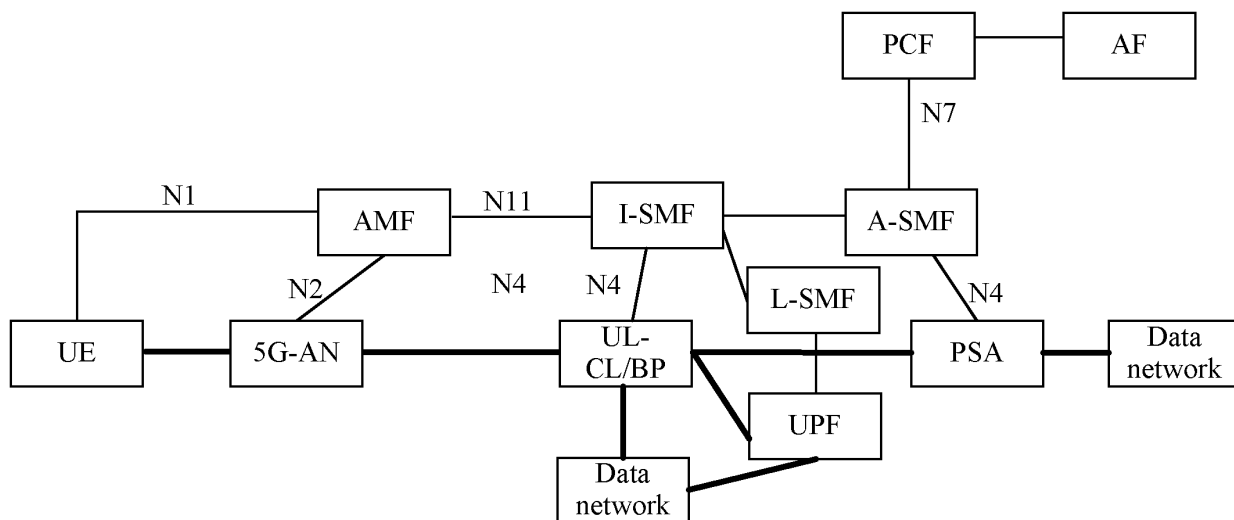 PCF
AF
N7
N1
AMF
N11
I-SMF
A-SMF
N2
N4
N4
L-SMF
N4
UE
5G-AN
UL-
CL/BP
PSA
Data
network
UPF
Data
network